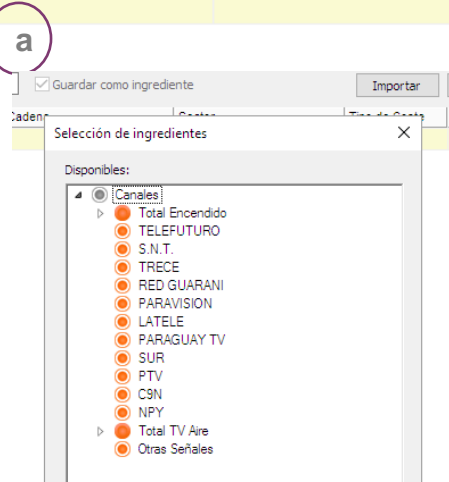 a
Guardar como ingrediente
Importar
Selección de ingredientes
Disponibles:
Canales
Total Encendido
TELEFUTURO
S.N.T.
TRECE
RED GUARANI
PARAVISION
LATELE
PARAGUAY TV
SUR
PTV
C9N
NPY
Total TV Aire
Otras Señales